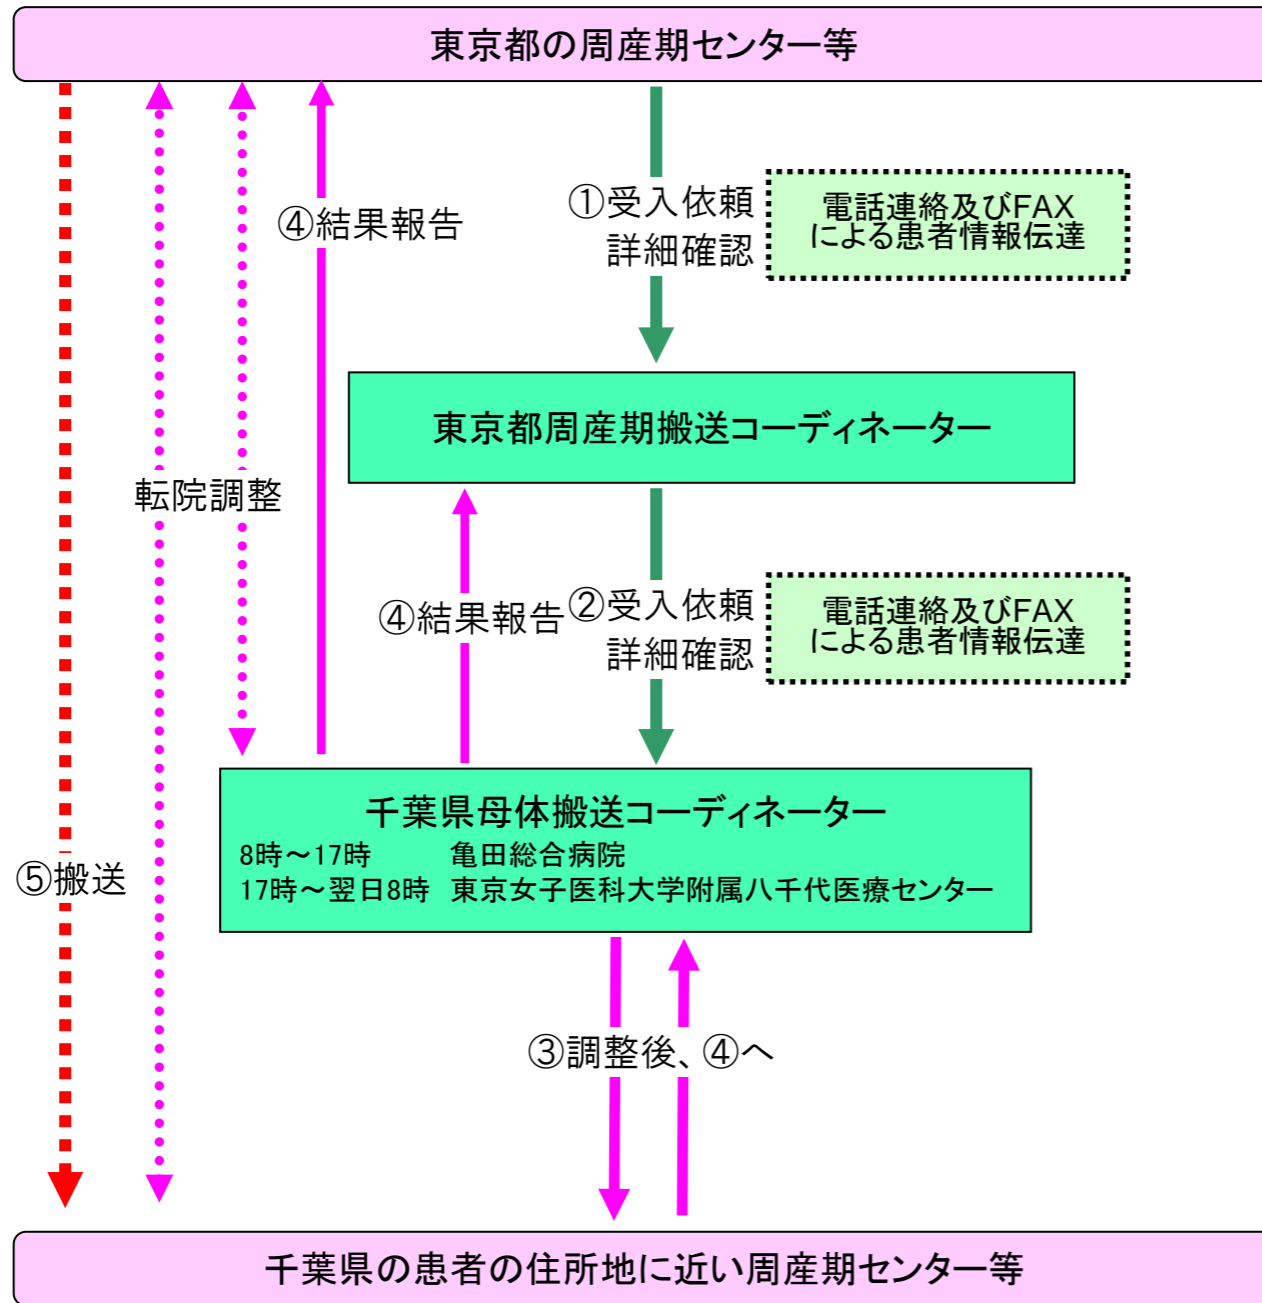 東京都の周産期センター等
④結果報告
①受入依頼
詳細確認
電話連絡及びFAX
による患者情報伝達
東京都周産期搬送コーディネーター
転院調整
④結果報告
②受入依頼
詳細確認
電話連絡及びFAX
による患者情報伝達
千葉県母体搬送コーディネーター
8時～17時 亀田総合病院
17時～翌日8時 東京女子医科大学附属八千代医療センター
⑤搬送
③調整後、④へ
千葉県の患者の住所地に近い周産期センター等